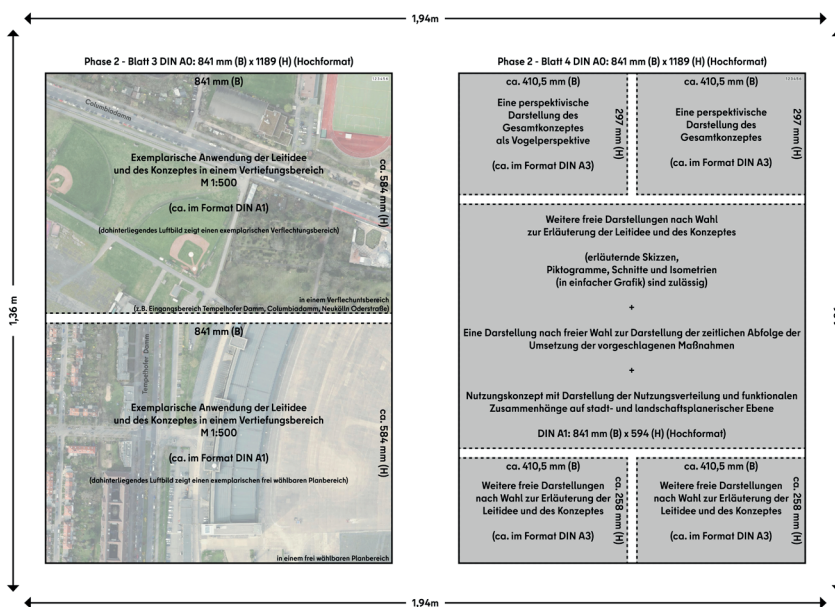 1,94m
Phase 2 - Blatt 3 DIN A0: 841 mm (B) x 1189 (H) (Hochformat)
1,36 m
841 mm (B)
123456
Columbiadamm
Exemplarische Anwendung der Leitidee
und des Konzeptes in einem Vertiefungsbereich
M 1:500
(ca. im Format DIN A1)
(dahinterliegendes Luftbild zeigt einen exemplarischen Verflechtungsbereich)
ca. 584 mm (H)
in einem Verflechuntsbereich
(z.B. Eingangsbereich Tempelhofer Damm, Columbiadamm, Neukölln Oderstraße)
841 mm (B)
Tempelhofer Damm
Exemplarische Anwendung der Leitidee
und des Konzeptes in einem Vertiefungsbereich
M 1:500
(ca. im Format DIN A1)
(dahinterliegendes Luftbild zeigt einen exemplarischen frei wählbaren Planbereich)
ca. 584 mm (H)
in einem frei wählbaren Planbereich
Phase 2 - Blatt 4 DIN A0: 841 mm (B) x 1189 (H) (Hochformat)
ca. 410,5 mm (B)
Eine perspektivische
Darstellung des
Gesamtkonzeptes
als Vogelperspektive
(ca. im Format DIN A3)
297 mm (H)
123456
ca. 410,5 mm (B)
Eine perspektivische
Darstellung des
Gesamtkonzeptes
(ca. im Format DIN A3)
297 mm (H)
Weitere freie Darstellungen nach Wahl
zur Erläuterung der Leitidee und des Konzeptes
(erläuternde Skizzen,
Piktogramme, Schnitte und Isometrien
(in einfacher Grafik) sind zulässig)
+
Eine Darstellung nach freier Wahl zur Darstellung der zeitlichen Abfolge der
Umsetzung der vorgeschlagenen Maßnahmen
+
Nutzungskonzept mit Darstellung der Nutzungsverteilung und funktionalen
Zusammenhänge auf stadt- und landschaftsplanerischer Ebene
DIN A1: 841 mm (B) x 594 (H) (Hochformat)
ca. 410,5 mm (B)
Weitere freie Darstellungen
nach Wahl zur Erläuterung der
Leitidee und des Konzeptes
(ca. im Format DIN A3)
ca. 258 mm (H)
ca. 410,5 mm (B)
Weitere freie Darstellungen
nach Wahl zur Erläuterung der
Leitidee und des Konzeptes
(ca. im Format DIN A3)
ca. 258 mm (H)
1,94m